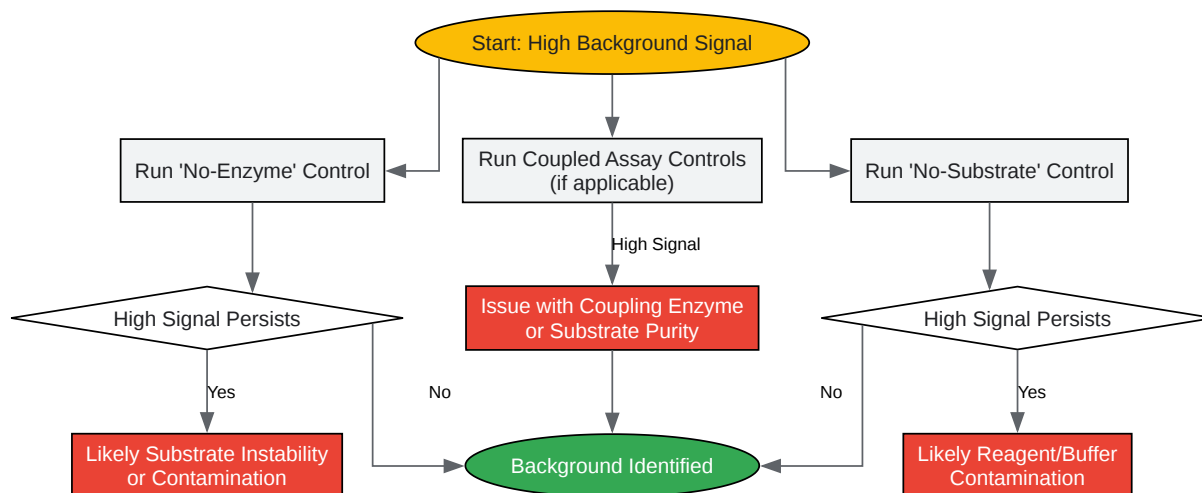 Start: High Background Signal
Run 'No-Enzyme' Control
Run Coupled Assay Controls
(if applicable)
Run 'No-Substrate' Control
High Signal
High Signal Persists
Issue with Coupling Enzyme
or Substrate Purity
High Signal Persists
Yes
No
No
Yes
Likely Substrate Instability
or Contamination
Background Identified
Likely Reagent/Buffer
Contamination